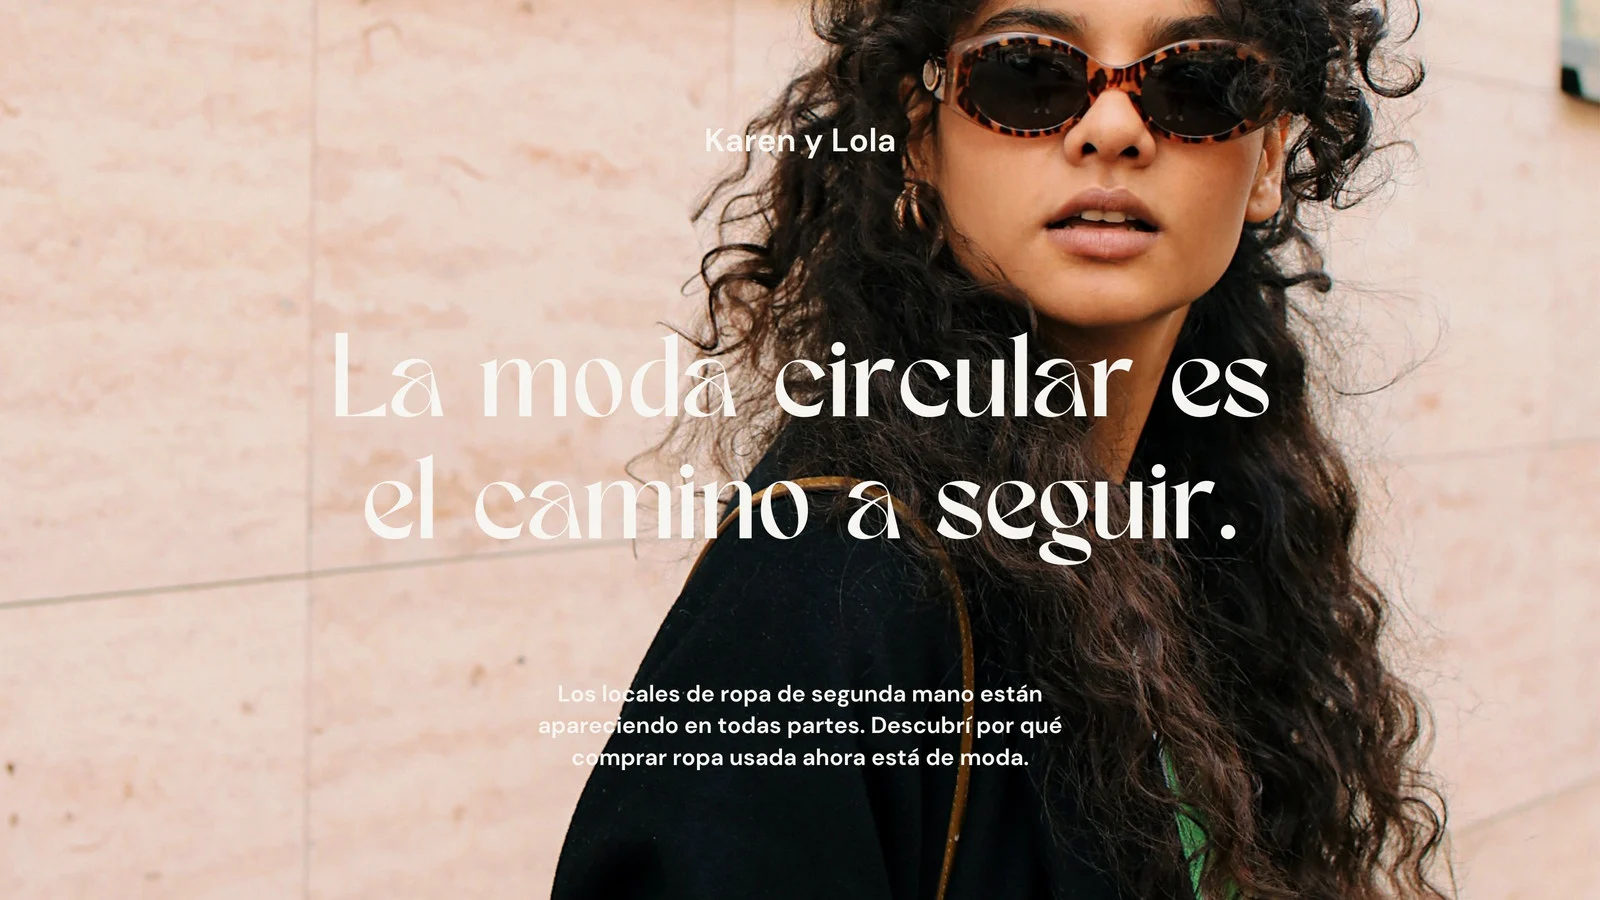 Karen y Lola
La moda circular es
el camino a seguir.
Los locales de ropa de segunda mano están
apareciendo en todas partes. Descubrí por qué
comprar ropa usada ahora está de moda.